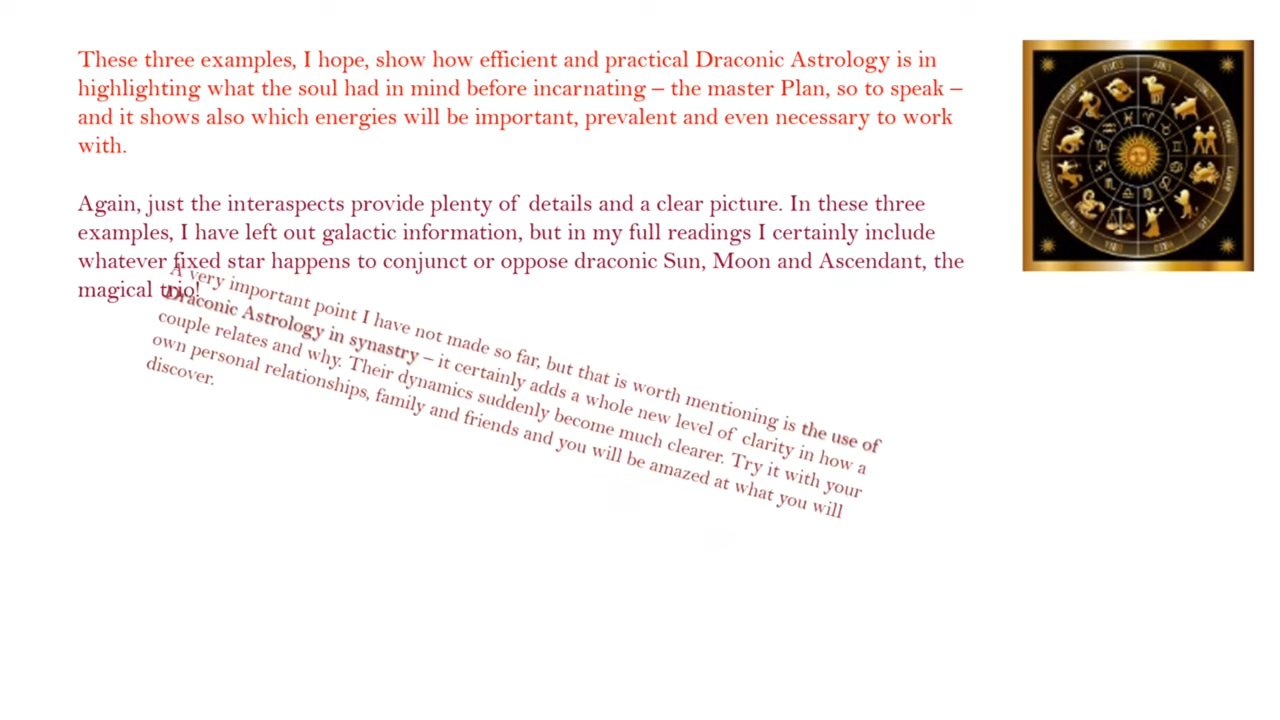 These three examples, I hope, show how efficient and practical Draconic Astrology is in
highlighting what the soul had in mind before incarnating – the master Plan, so to speak –
and it shows also which energies will be important, prevalent and even necessary to work
with.
Again, just the interaspects provide plenty of details and a clear picture. In these three
examples, I have left out galactic information, but in my full readings I certainly include
whatever fixed star happens to conjunct or oppose draconic Sun, Moon and Ascendant, the
magical trio!
A very important point I have not made so far, but that is worth mentioning is the use of
Draconic Astrology in synastry – it certainly adds a whole new level of clarity in how a
couple relates and why. Their dynamics suddenly become much clearer. Try it with your
own personal relationships, family and friends and you will be amazed at what you will
discover.